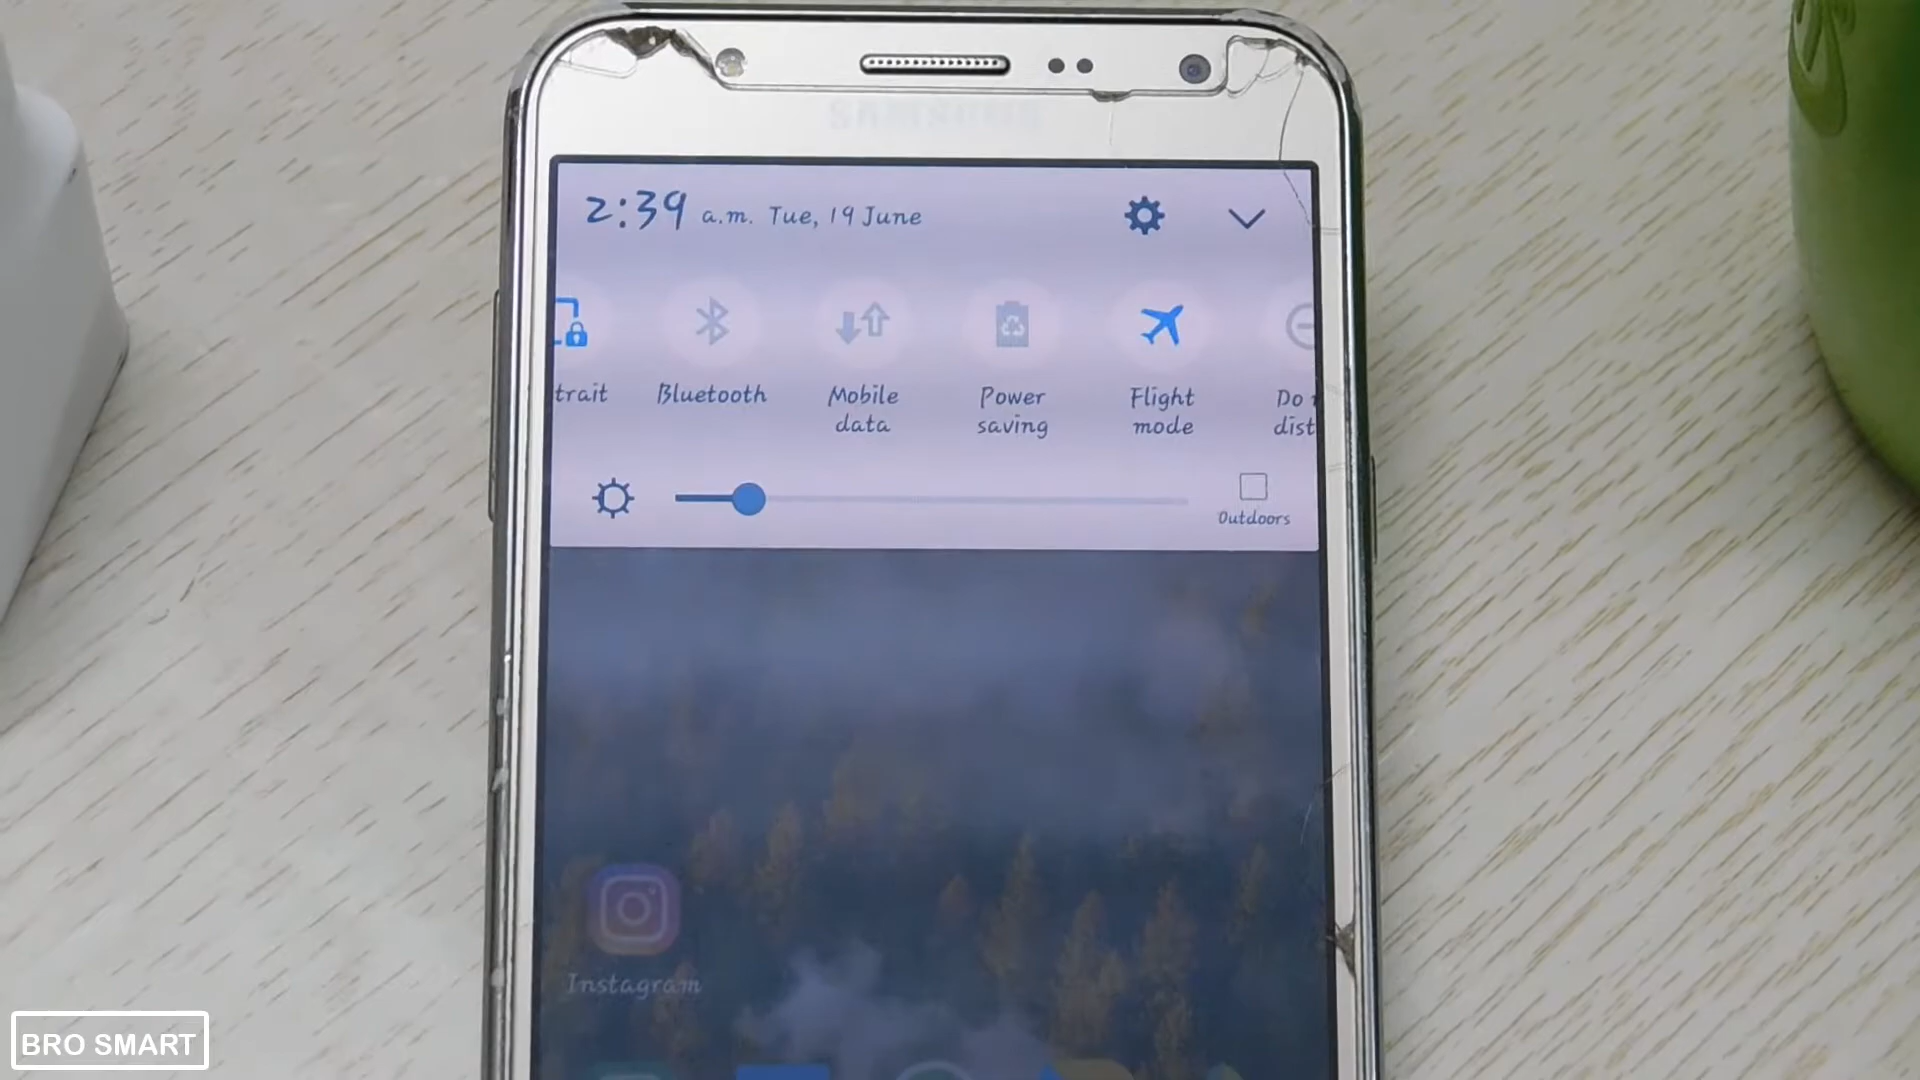 SAMSUNG
2:39 a.m. Tue, 19 June
trait
Bluetooth
Mobile
data
Power
saving
Flight
mode
Do
dist
Outdoors
Instagram
BRO SMART